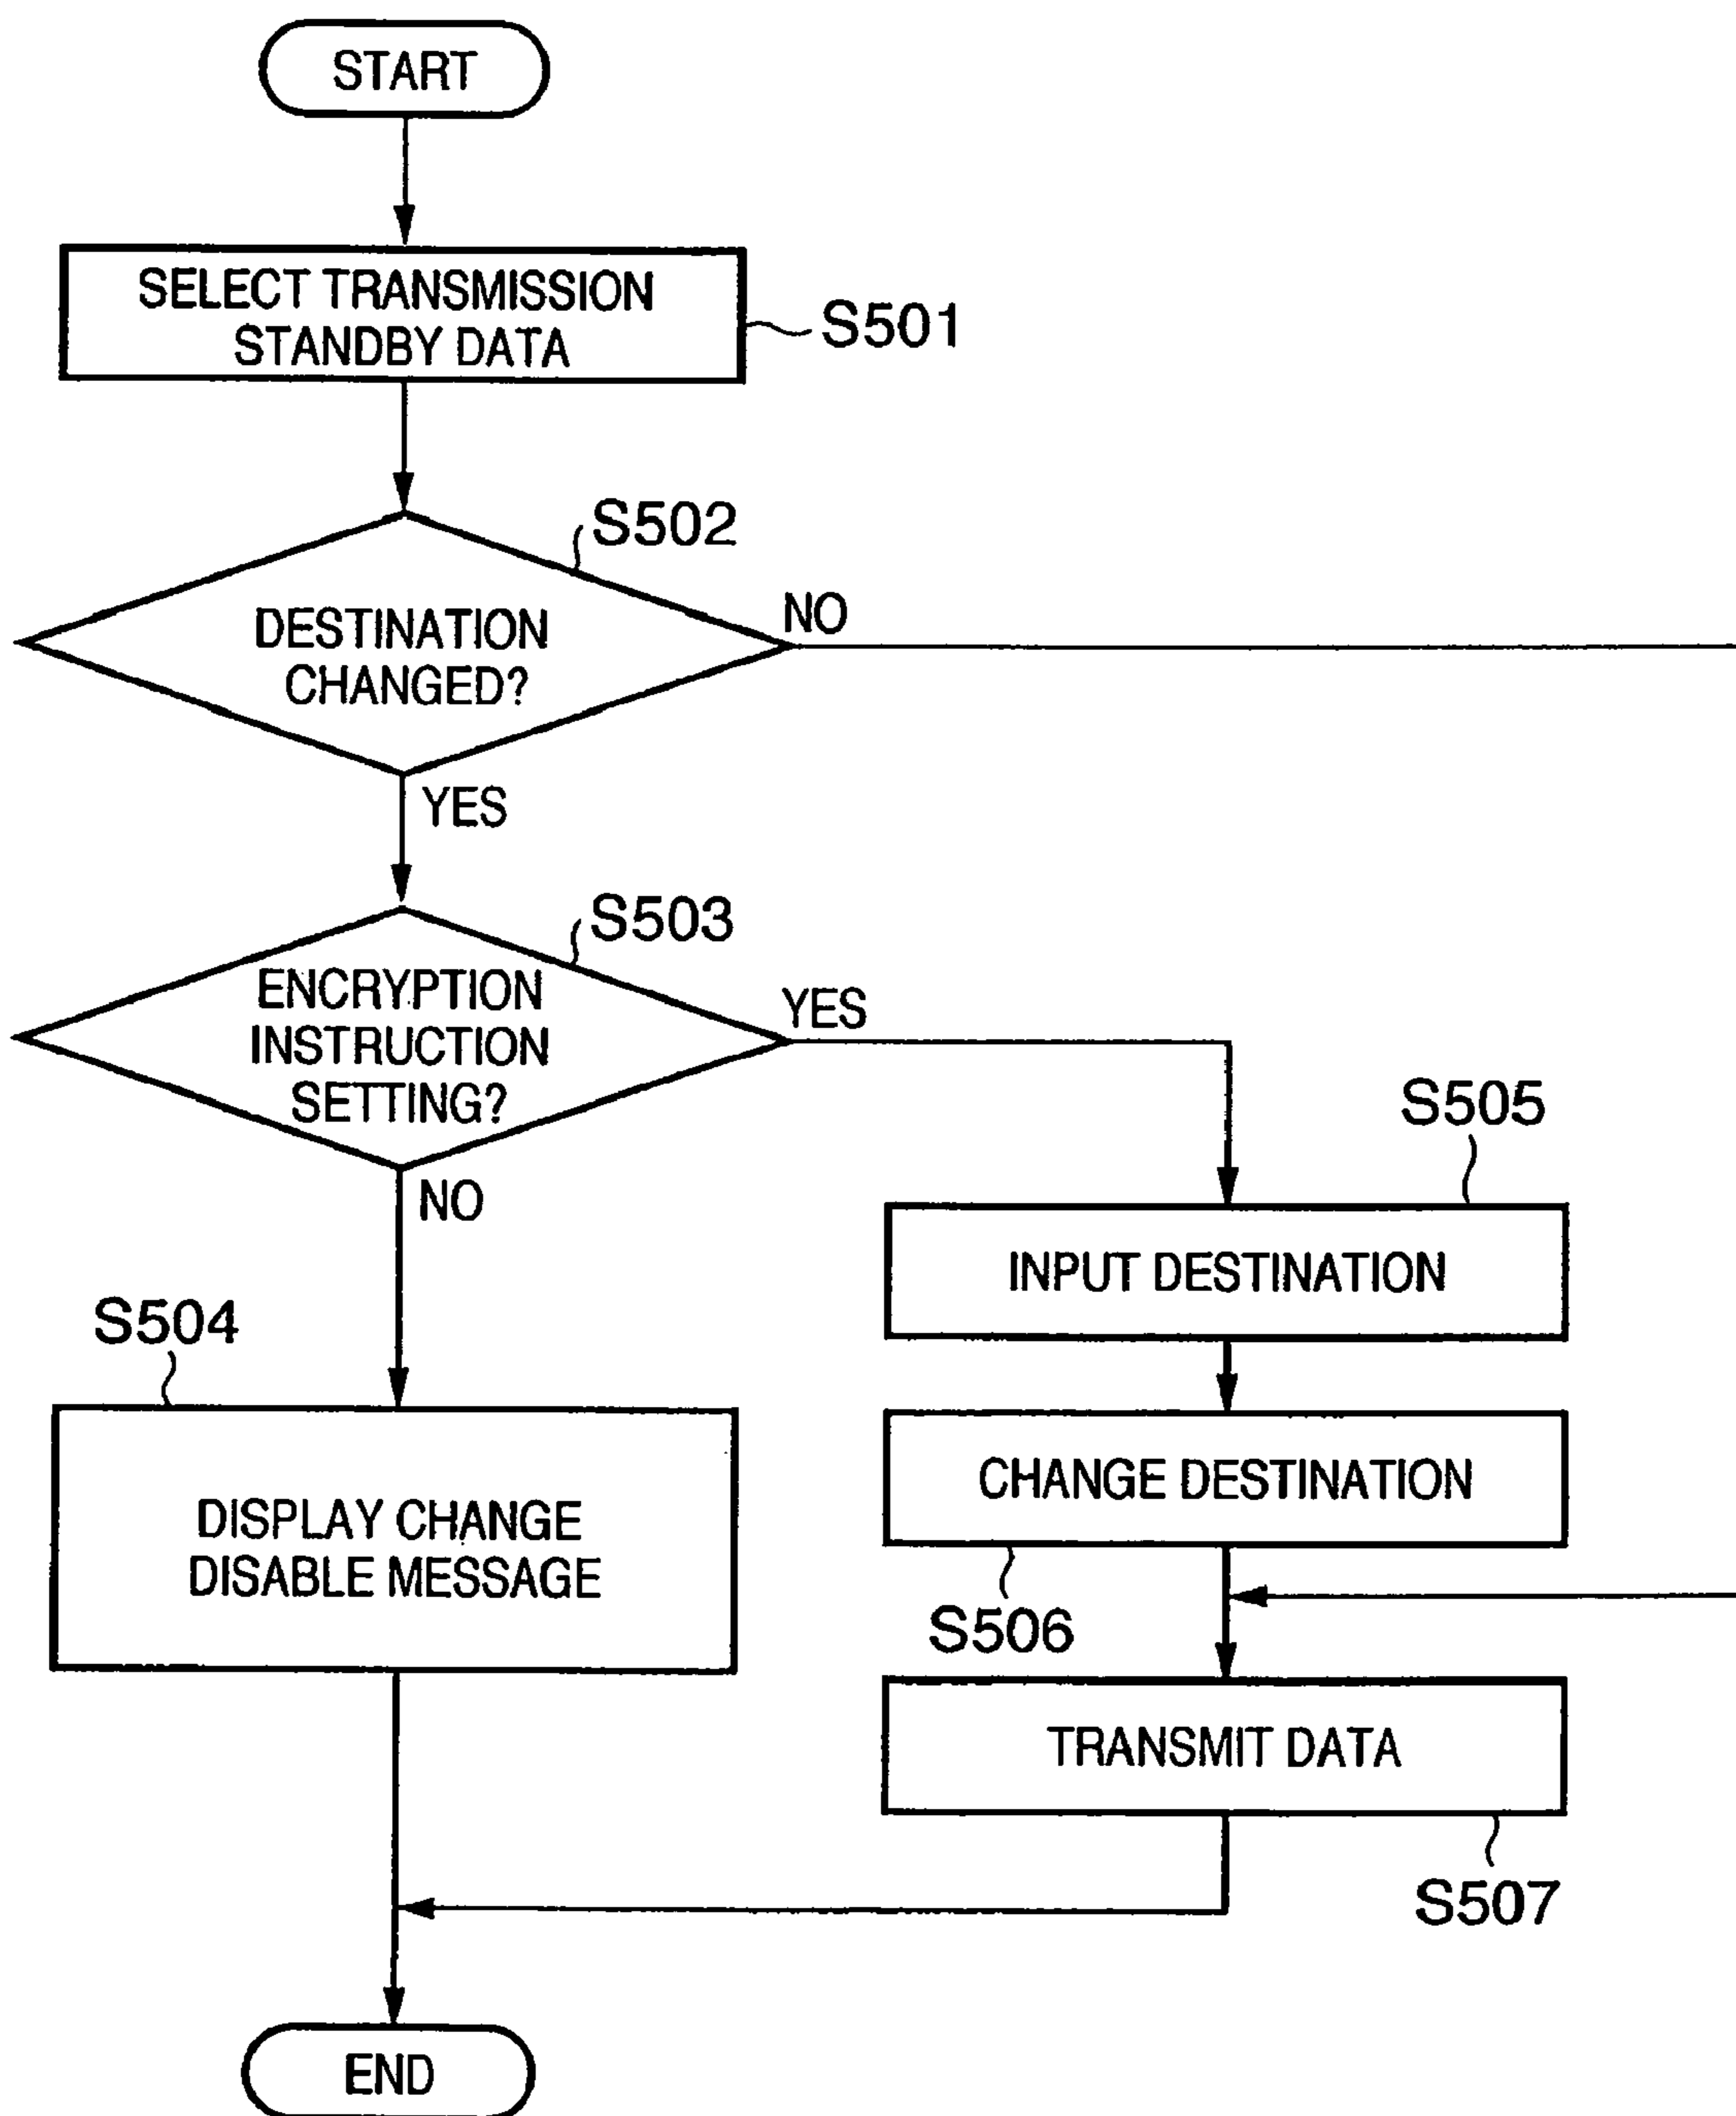 START
SELECT TRANSMISSION
STANDBY DATA
S501
S502
DESTINATION
CHANGED?
NO
YES
S503
ENCRYPTION
INSTRUCTION
SETTING?
YES
NO
S505
INPUT DESTINATION
S504
DISPLAY CHANGE
DISABLE MESSAGE
CHANGE DESTINATION
S506
TRANSMIT DATA
S507
END